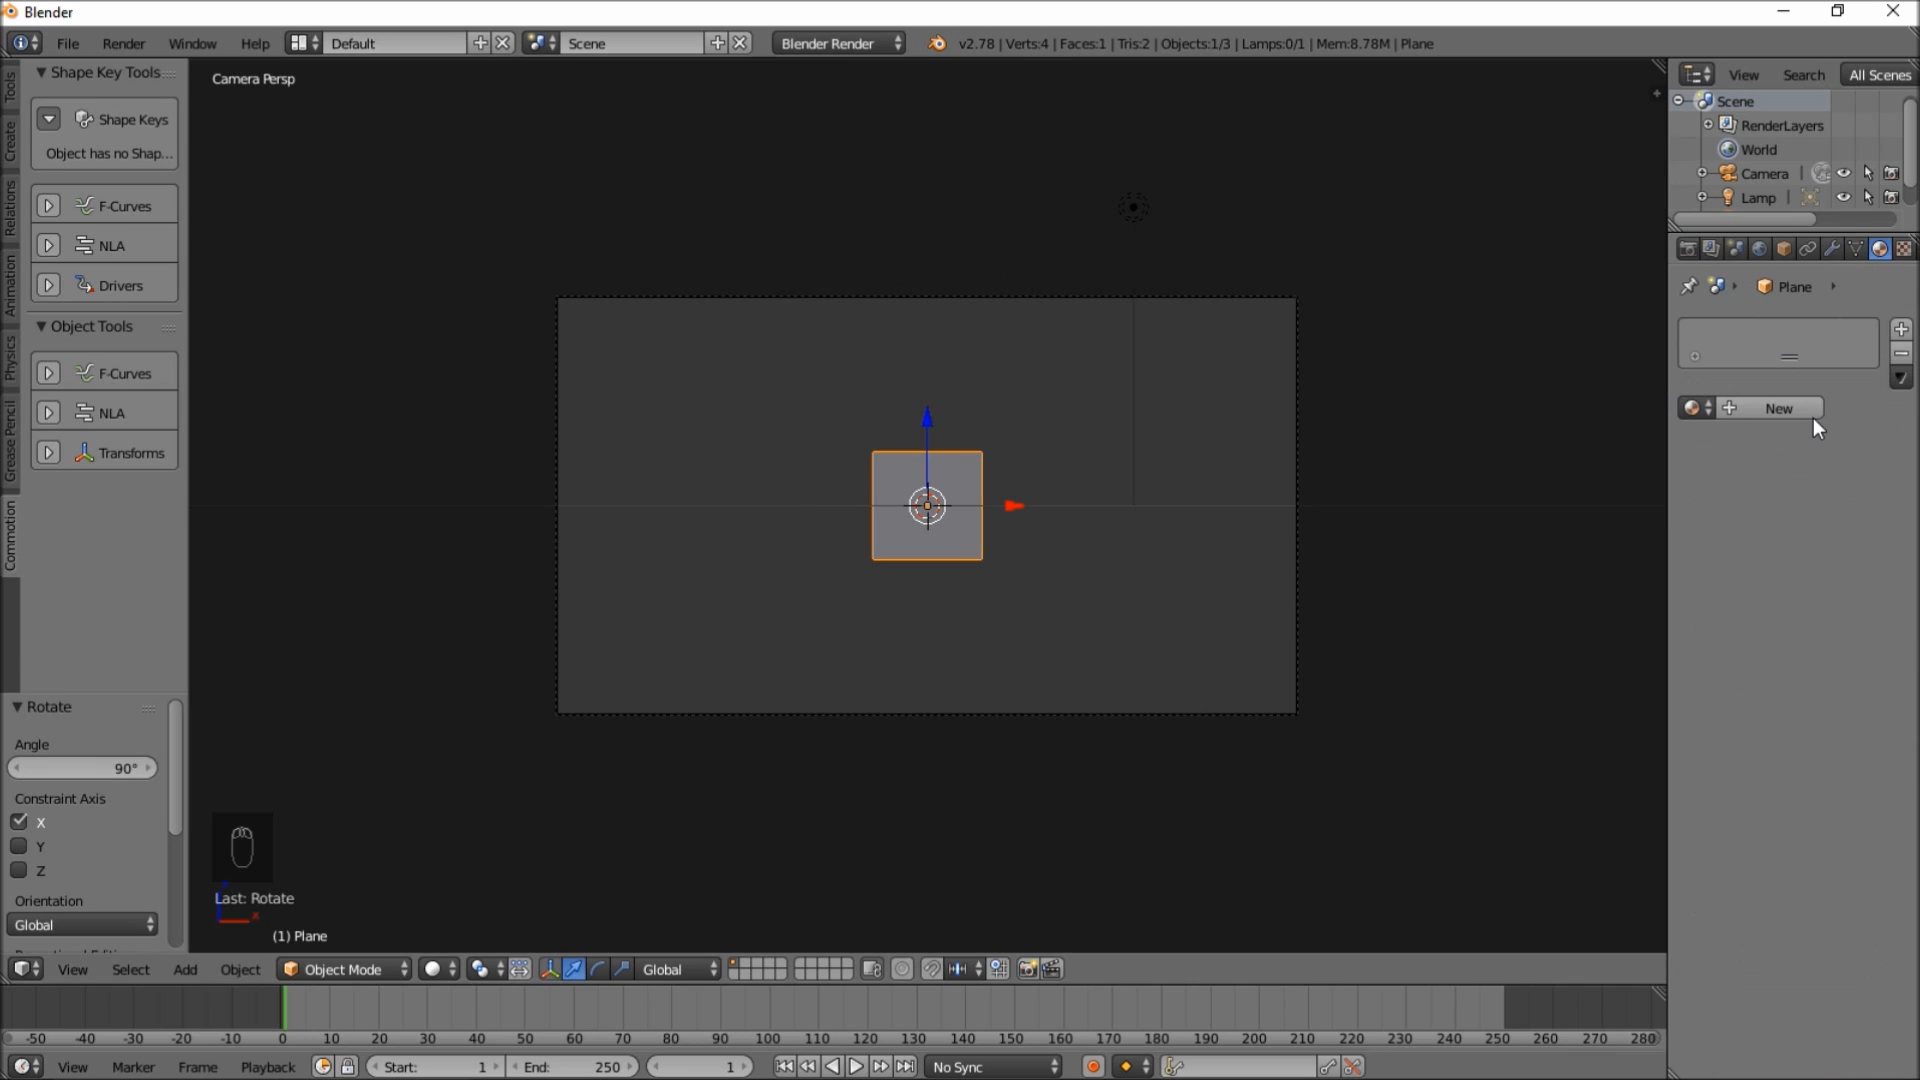 Blender
File Render Window Help Default Scene Blender Render v2.78 | Verts:4 | Faces:1 | Tris:2 | Objects:1/3 | Lamps:0/1 | Mem:8.78M | Plane
Tools
Create
Relations
Animation
Physics
Grease Pencil
Commotion
Shape Key Tools
Shape Keys
Object has no Shap...
F-Curves
NLA
Drivers
Object Tools
F-Curves
NLA
Transforms
Rotate
Angle
90°
Constraint Axis
X
Y
Z
Orientation
Global
Camera Persp
Last: Rotate
x
(1) Plane
View Search All Scenes
Scene
RenderLayers
World
Camera
Lamp
Plane
New
View Select Add Object Object Mode Global
-50 -40 -30 -20 -10 0 10 20 30 40 50 60 70 80 90 100 110 120 130 140 150 160 170 180 190 200 210 220 230 240 250 260 270 280
View Marker Frame Playback Start: 1 End: 250 1 No Sync